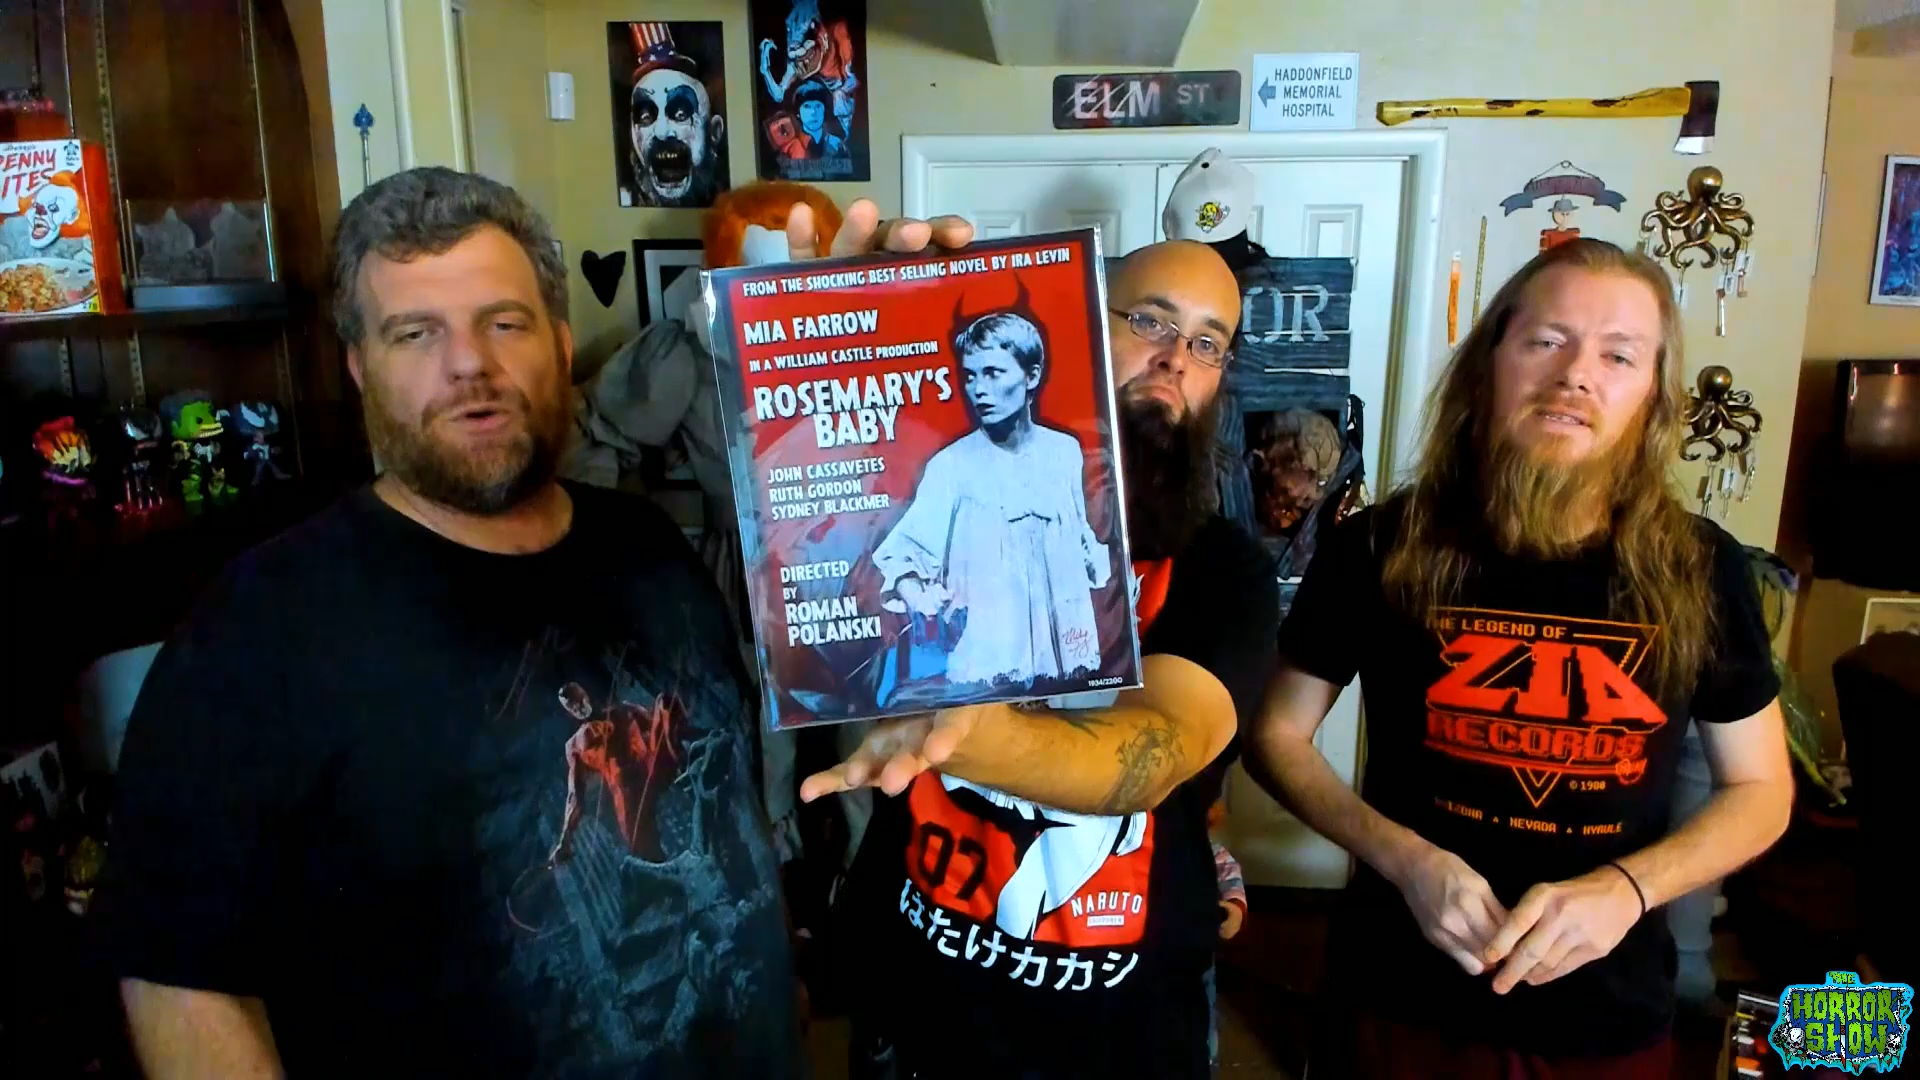 PENNY
ITES
ELM ST
HADDONFIELD
MEMORIAL
HOSPITAL
FROM THE SHOCKING BEST SELLING NOVEL BY IRA LEVIN
MIA FARROW
IN A WILLIAM CASTLE PRODUCTION
ROSEMARY'S
BABY
JOHN CASSAVETES
RUTH GORDON
SYDNEY BLACKMER
DIRECTED
BY
ROMAN
POLANSKI
1934/2200
OR
THE LEGEND OF
ZIA
RECORDS
© 1980
NEVADA ▲ HYRULE
07
NARUTO
はたけカカシ
THE
HORROR
SHOW